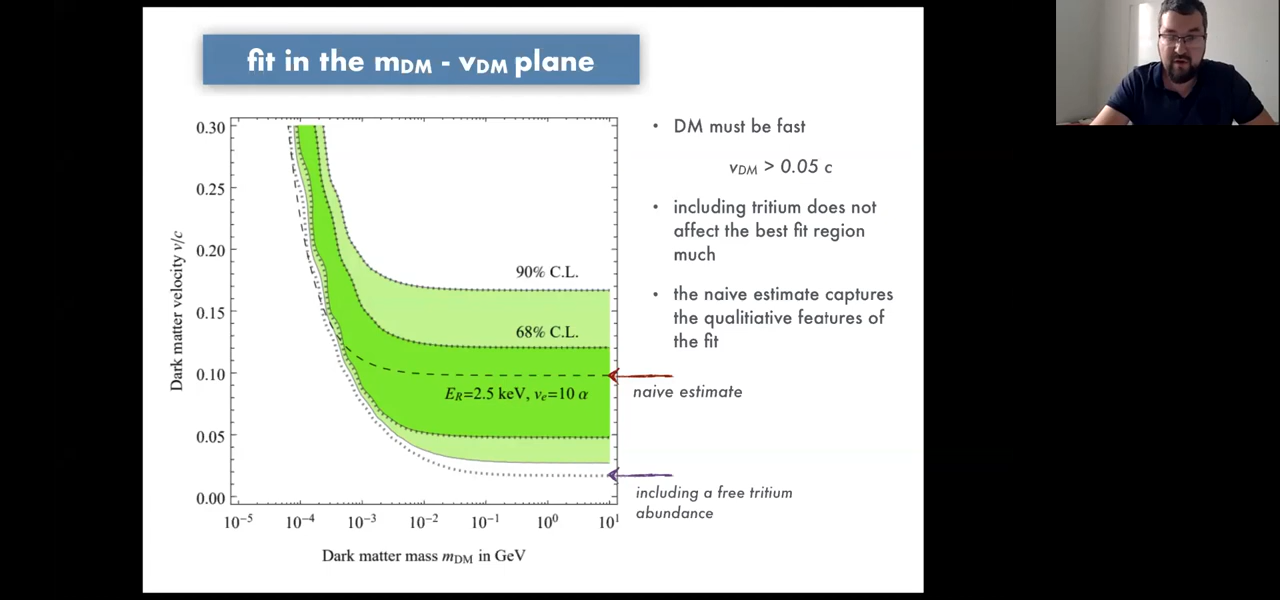 fit in the mDM - vDM plane
0.30
0.25
0.20
0.15
0.10
0.05
0.00
Dark matter velocity v/c
90% C.L.
68% C.L.
ER=2.5 keV, ve=10 α
10⁻⁵ 10⁻⁴ 10⁻³ 10⁻² 10⁻¹ 10⁰ 10¹
Dark matter mass mDM in GeV
• DM must be fast
vDM > 0.05 c
• including tritium does not
affect the best fit region
much
• the naive estimate captures
the qualitiative features of
the fit
naive estimate
including a free tritium
abundance